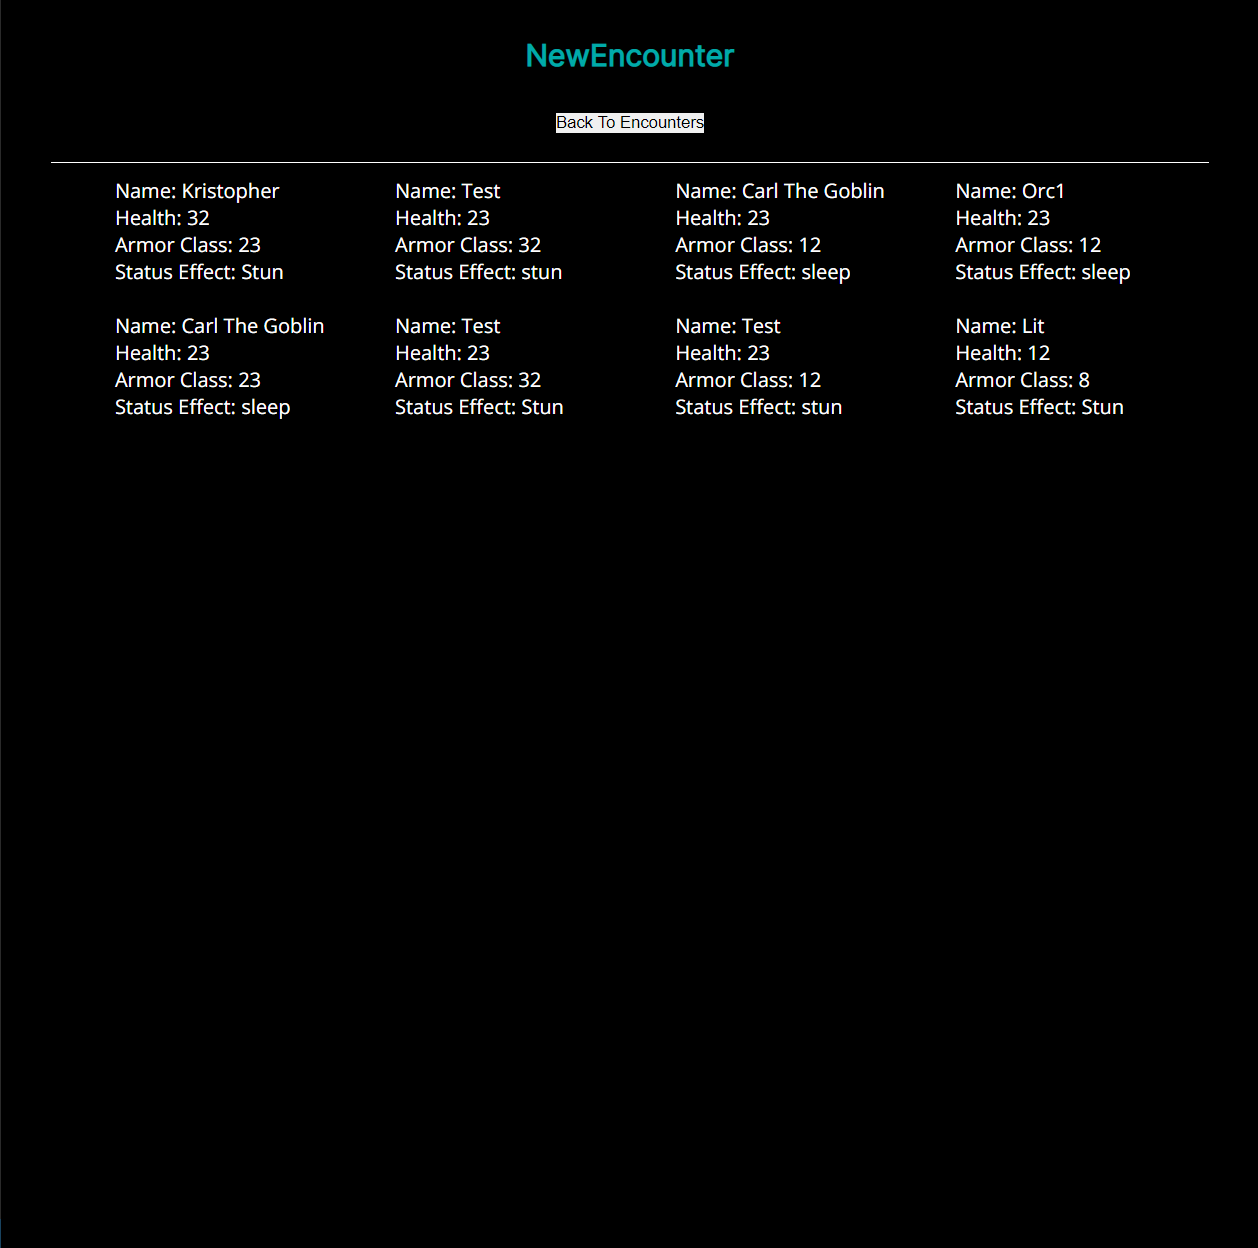 NewEncounter
Back To Encounters
Name: Kristopher
Health: 32
Armor Class: 23
Status Effect: Stun
Name: Test
Health: 23
Armor Class: 32
Status Effect: stun
Name: Carl The Goblin
Health: 23
Armor Class: 12
Status Effect: sleep
Name: Orc1
Health: 23
Armor Class: 12
Status Effect: sleep
Name: Carl The Goblin
Health: 23
Armor Class: 23
Status Effect: sleep
Name: Test
Health: 23
Armor Class: 32
Status Effect: Stun
Name: Test
Health: 23
Armor Class: 12
Status Effect: stun
Name: Lit
Health: 12
Armor Class: 8
Status Effect: Stun